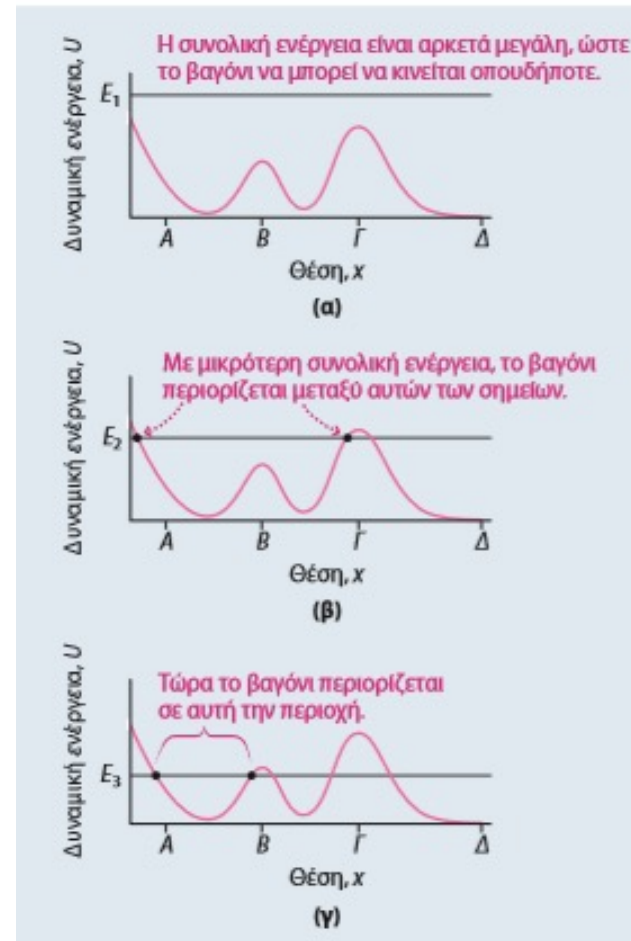 Η συνολική ενέργεια είναι αρκετά μεγάλη, ώστε
το βαγόνι να μπορεί να κινείται οπουδήποτε.
Δυναμική ενέργεια, U
E1
A
B
Γ
Δ
Θέση, x
(α)
Με μικρότερη συνολική ενέργεια, το βαγόνι
περιορίζεται μεταξύ αυτών των σημείων.
Δυναμική ενέργεια, U
E2
A
B
Γ
Δ
Θέση, x
(β)
Τώρα το βαγόνι περιορίζεται
σε αυτή την περιοχή.
Δυναμική ενέργεια, U
E3
A
B
Γ
Δ
Θέση, x
(γ)